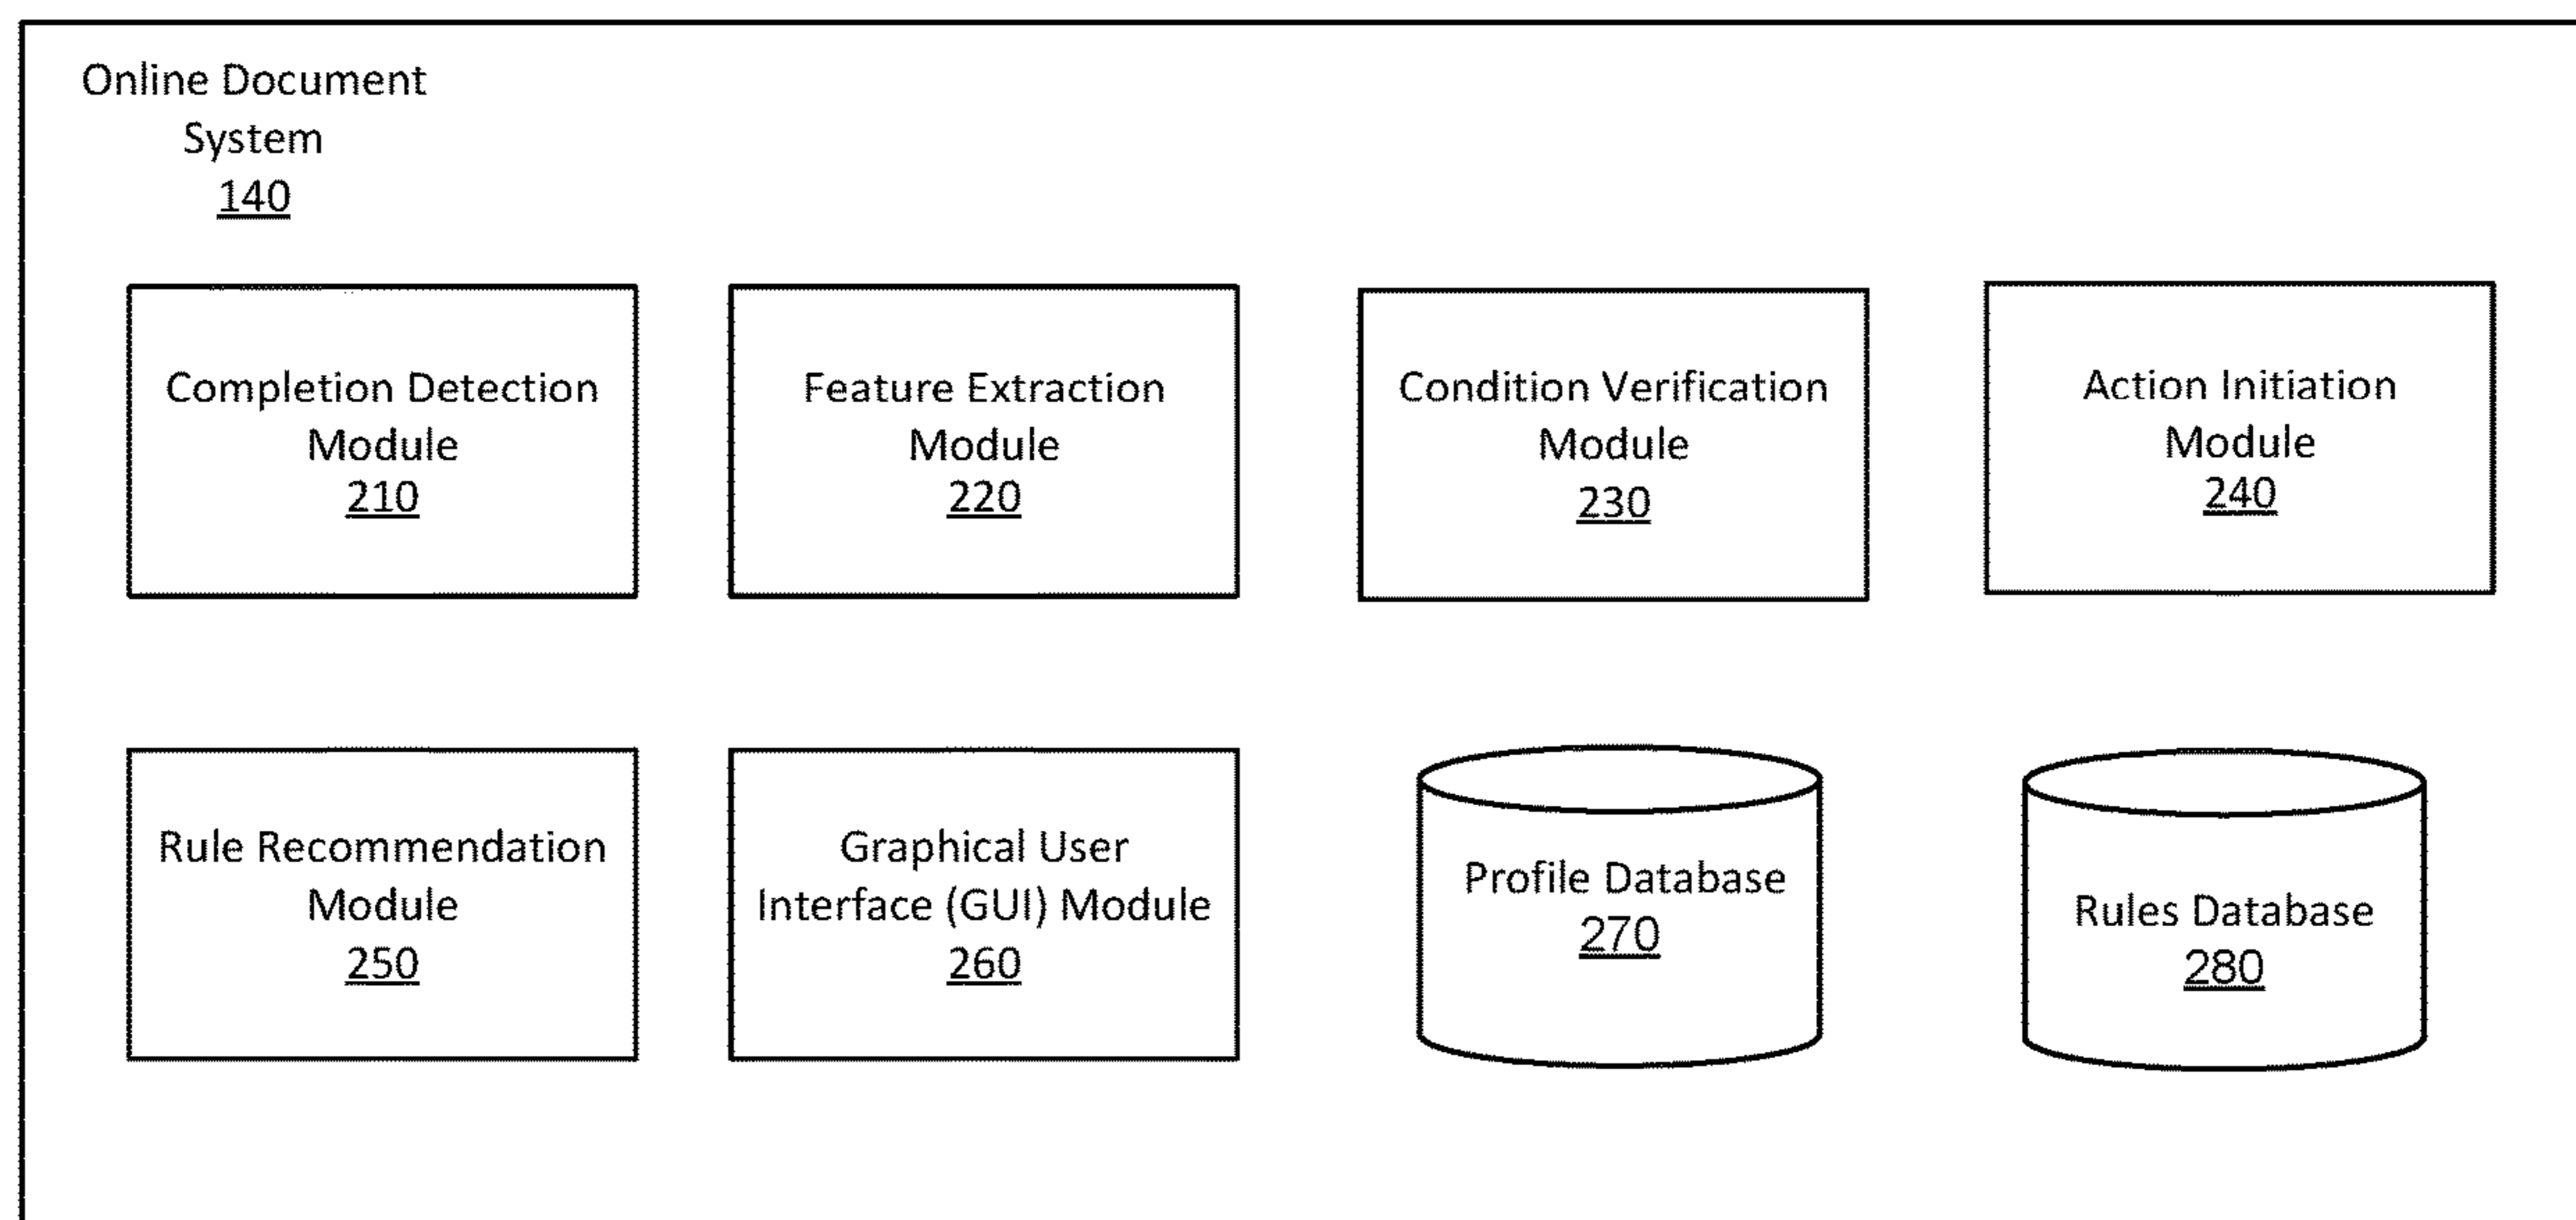 Online Document
System
140
Completion Detection
Module
210
Feature Extraction
Module
220
Condition Verification
Module
230
Action Initiation
Module
240
Rule Recommendation
Module
250
Graphical User
Interface (GUI) Module
260
Profile Database
270
Rules Database
280